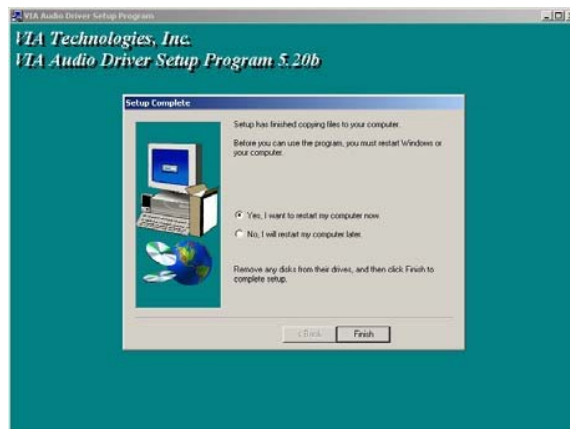 VIA Audio Driver Setup Program
VIA Technologies, Inc.
VIA Audio Driver Setup Program 5.20b
Setup Complete
Setup has finished copying files to your computer.
Before you can use the program, you must restart Windows or
your computer.
Yes, I want to restart my computer now.
No, I will restart my computer later.
Remove any disks from their drives, and then click Finish to
complete setup.
< Back Finish